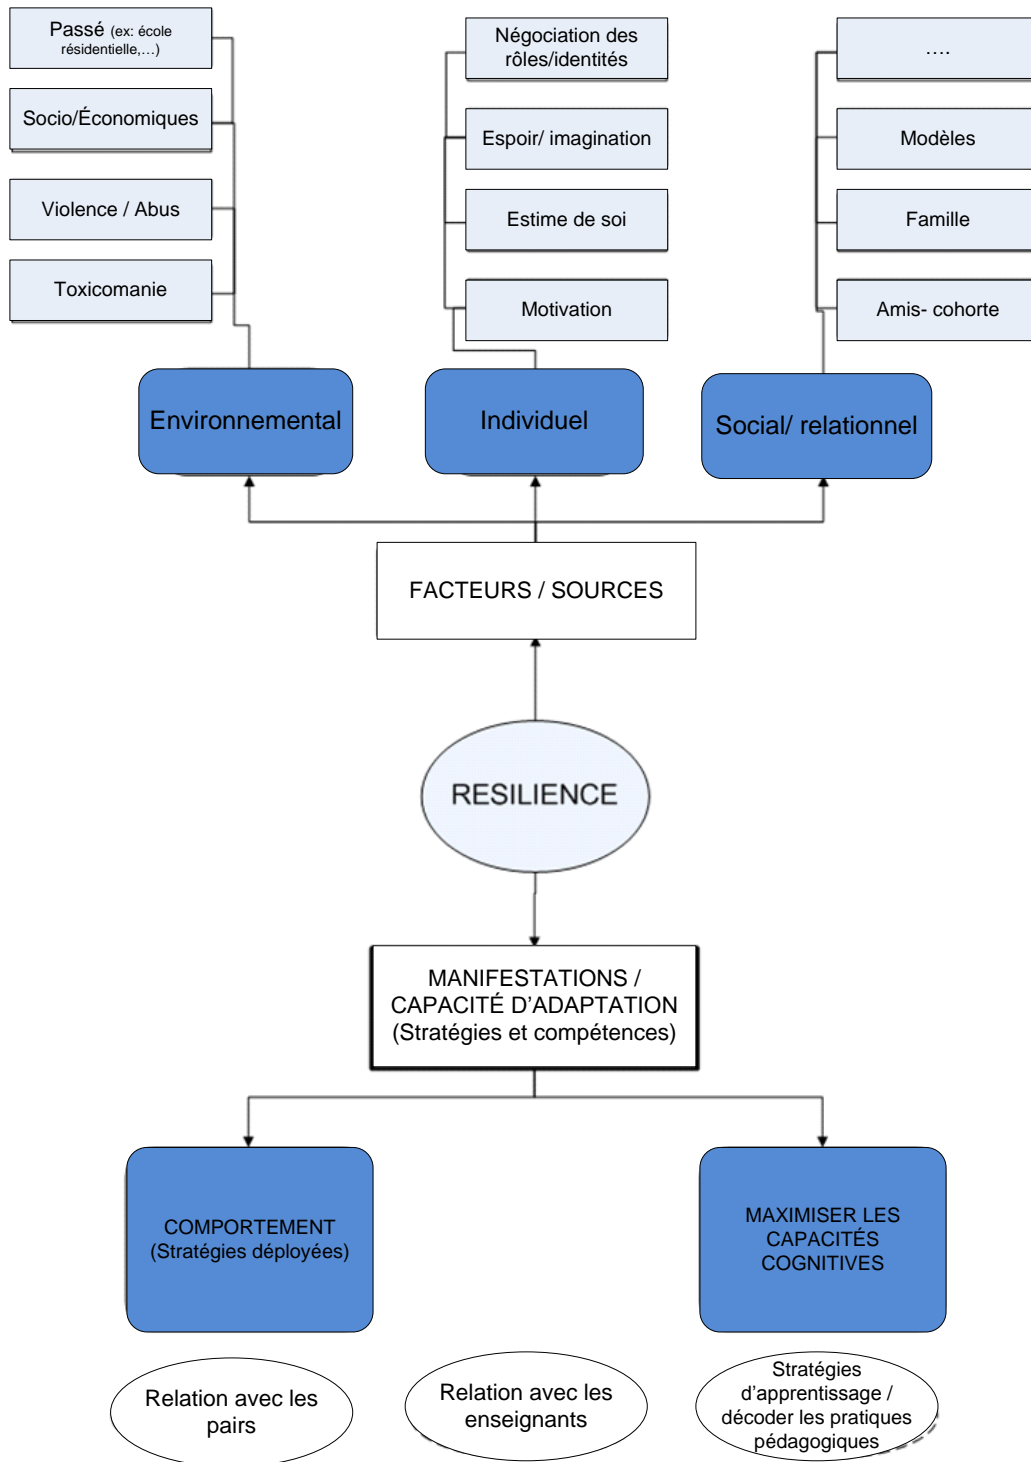 Passé (ex: école
résidentielle,...)
Socio/Économiques
Violence / Abus
Toxicomanie
Négociation des
rôles/identités
Espoir/ imagination
Estime de soi
Motivation
....
Modèles
Famille
Amis- cohorte
Environnemental
Individuel
Social/ relationnel
FACTEURS / SOURCES
RESILIENCE
MANIFESTATIONS /
CAPACITÉ D’ADAPTATION
(Stratégies et compétences)
COMPORTEMENT
(Stratégies déployées)
MAXIMISER LES
CAPACITÉS
COGNITIVES
Relation avec les
pairs
Relation avec les
enseignants
Stratégies
d’apprentissage /
décoder les pratiques
pédagogiques